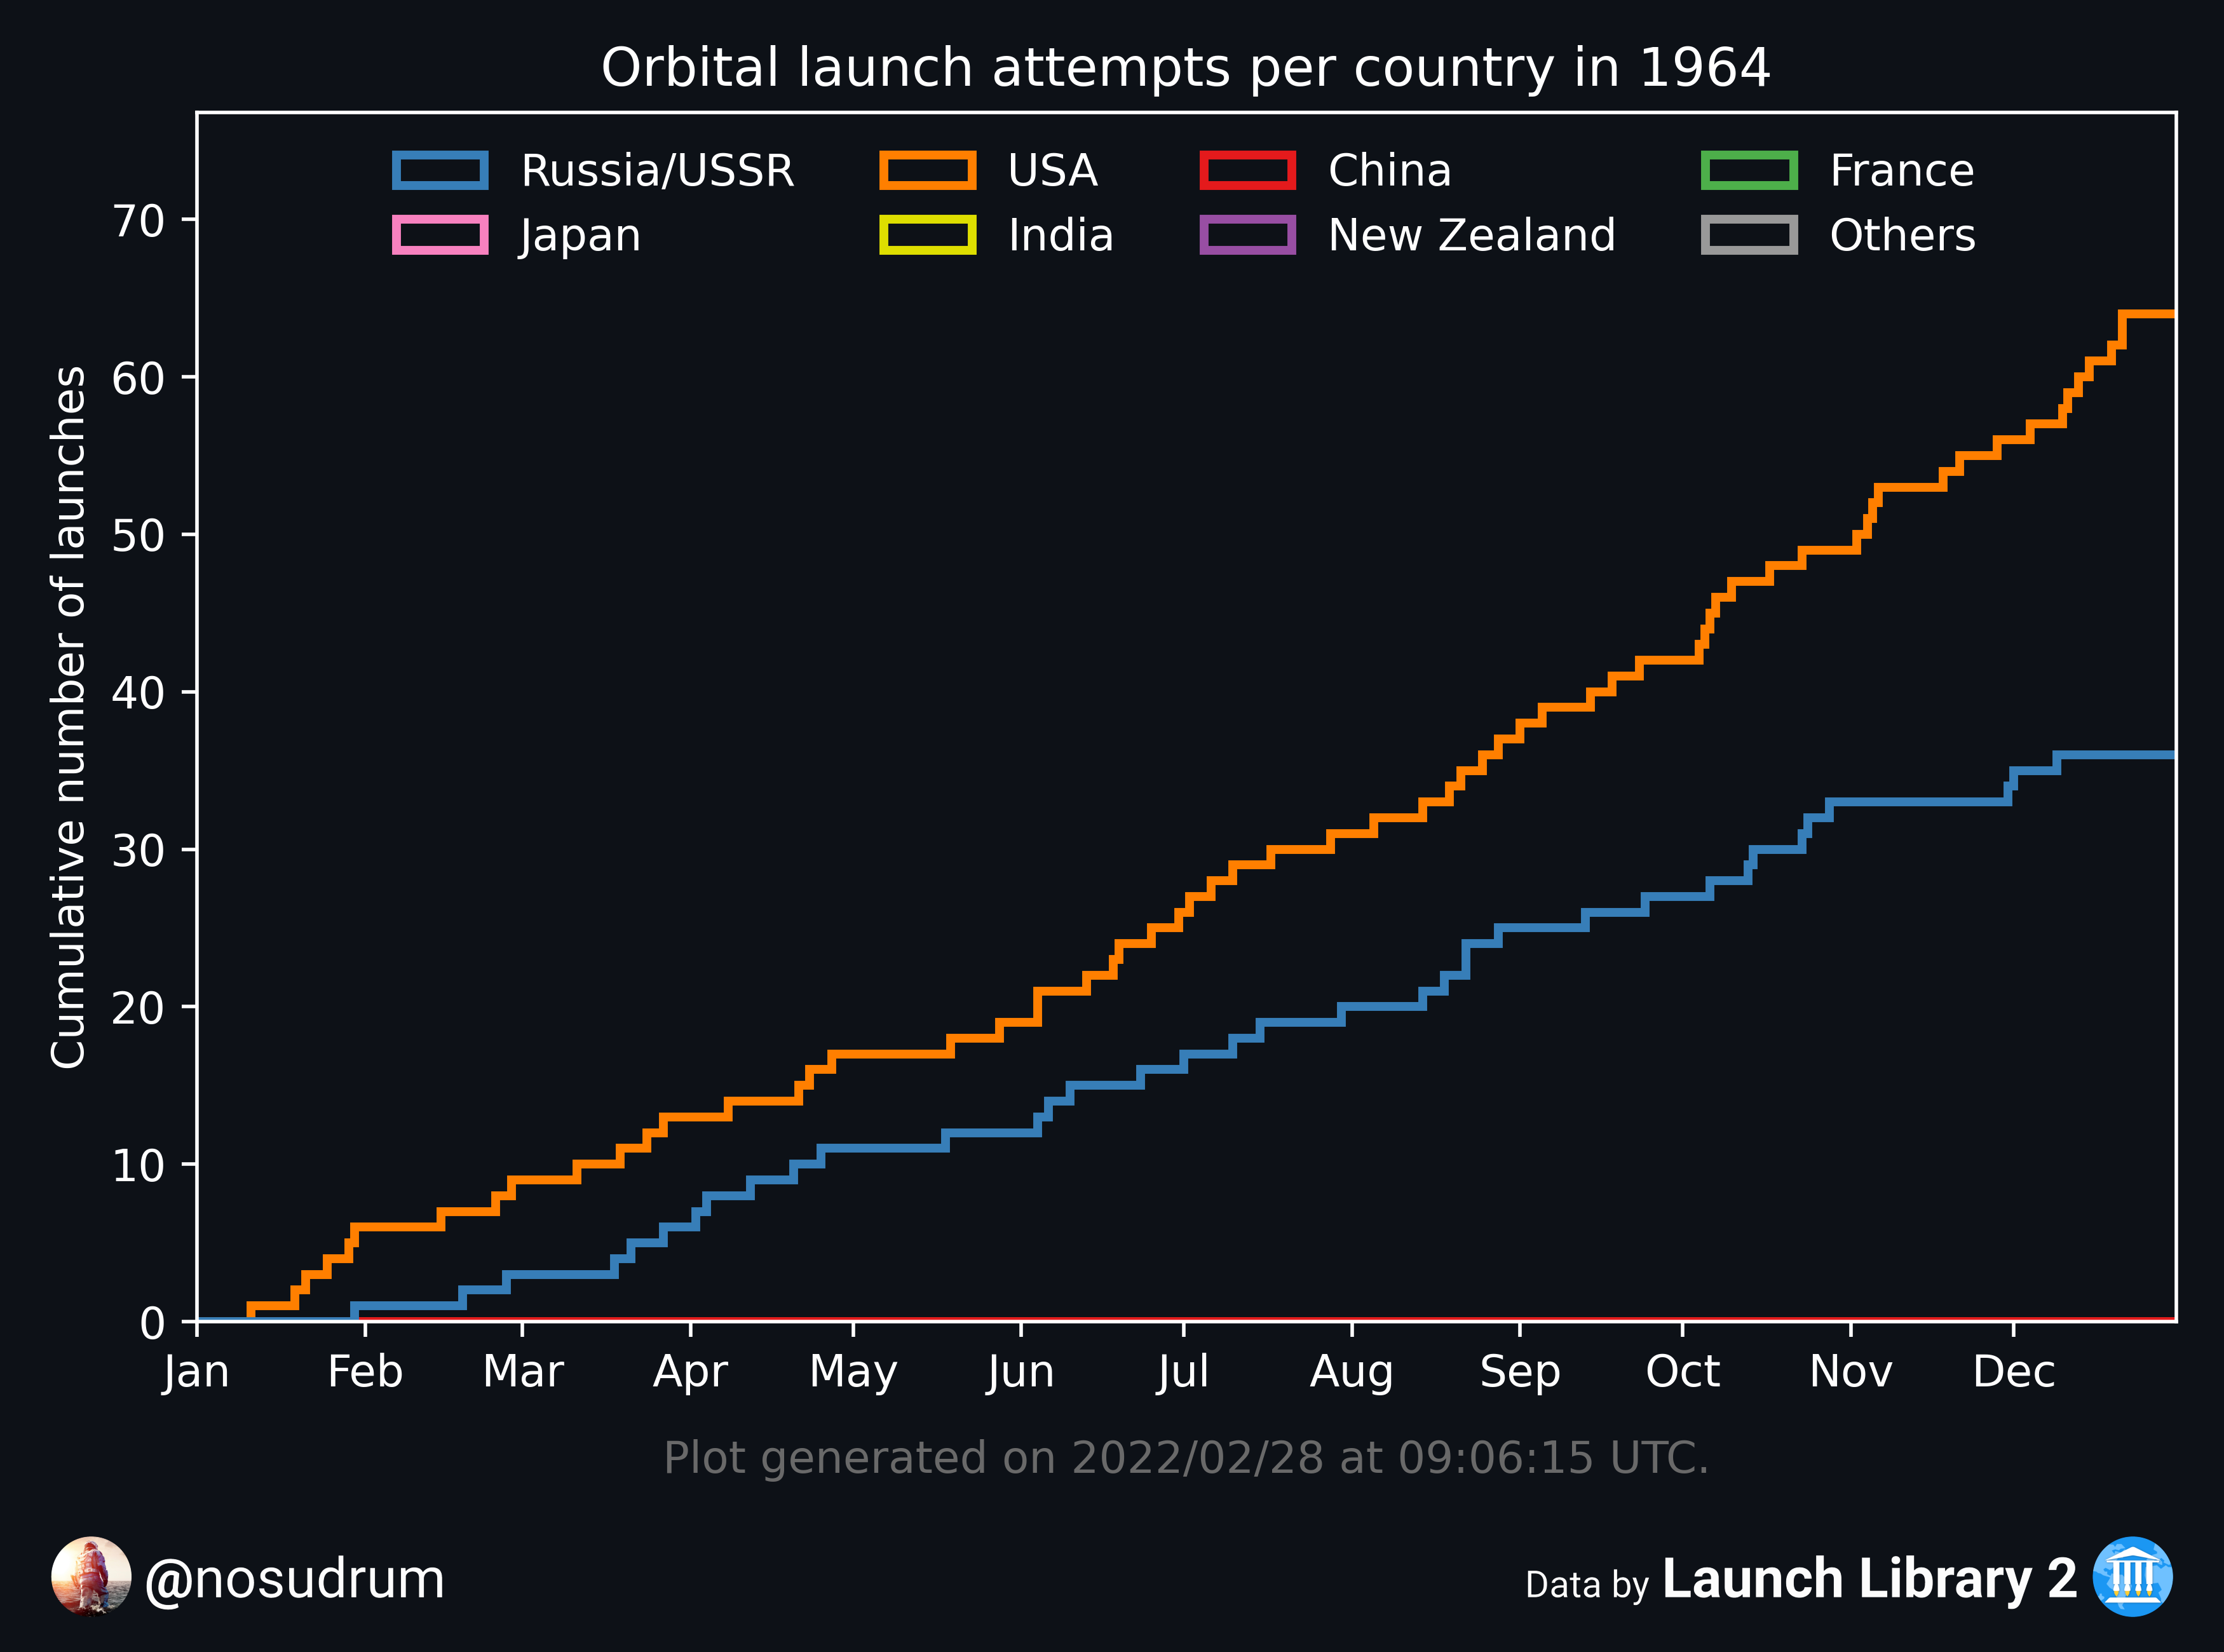 Orbital launch attempts per country in 1964
Russia/USSR USA China France
Japan India New Zealand Others
Cumulative number of launches
70
60
50
40
30
20
10
0
Jan Feb Mar Apr May Jun Jul Aug Sep Oct Nov Dec
Plot generated on 2022/02/28 at 09:06:15 UTC.
@nosudrum
Data by Launch Library 2